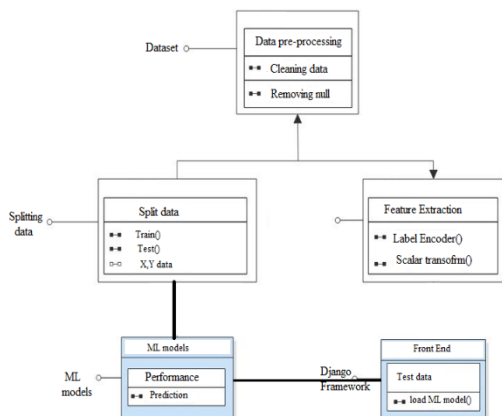 Dataset
Data pre-processing
Cleaning data
Removing null
Splitting
data
Split data
Train()
Test()
X,Y data
Feature Extraction
Label Encoder()
Scalar transofrm()
ML models
ML
models
Performance
Prediction
Django
Framework
Front End
Test data
load ML model()